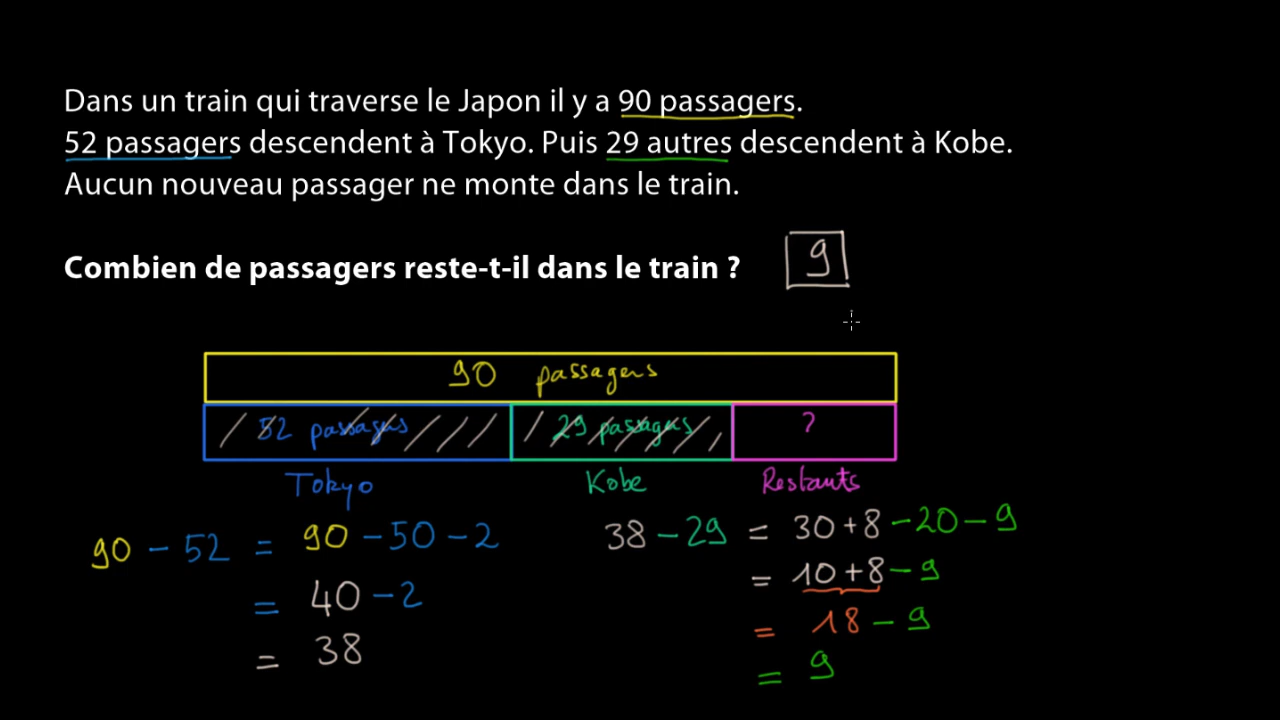 Dans un train qui traverse le Japon il y a 90 passagers.
52 passagers descendent à Tokyo. Puis 29 autres descendent à Kobe.
Aucun nouveau passager ne monte dans le train.
Combien de passagers reste-t-il dans le train ? 9
90 passagers
52 passagers 29 passagers ?
Tokyo Kobe Restants
90 - 52 = 90 - 50 - 2
= 40 - 2
= 38
38 - 29 = 30 + 8 - 20 - 9
= 10 + 8 - 9
= 18 - 9
= 9